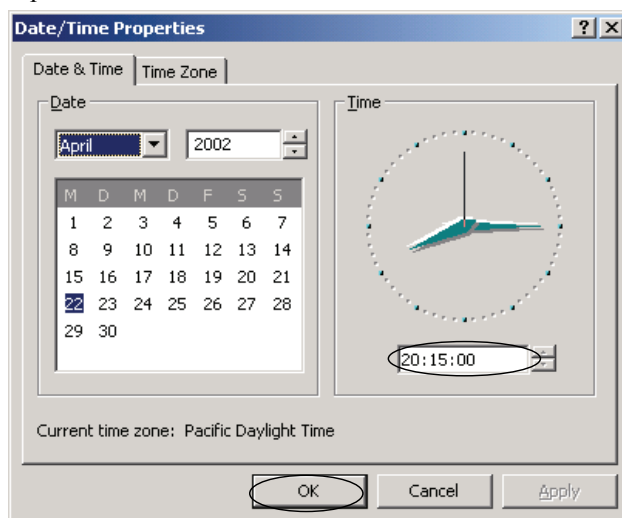 Date/Time Properties
Date & Time Time Zone
Date
April 2002
M D M D F S S
1 2 3 4 5 6 7
8 9 10 11 12 13 14
15 16 17 18 19 20 21
22 23 24 25 26 27 28
29 30
Time
20:15:00
Current time zone: Pacific Daylight Time
OK Cancel Apply